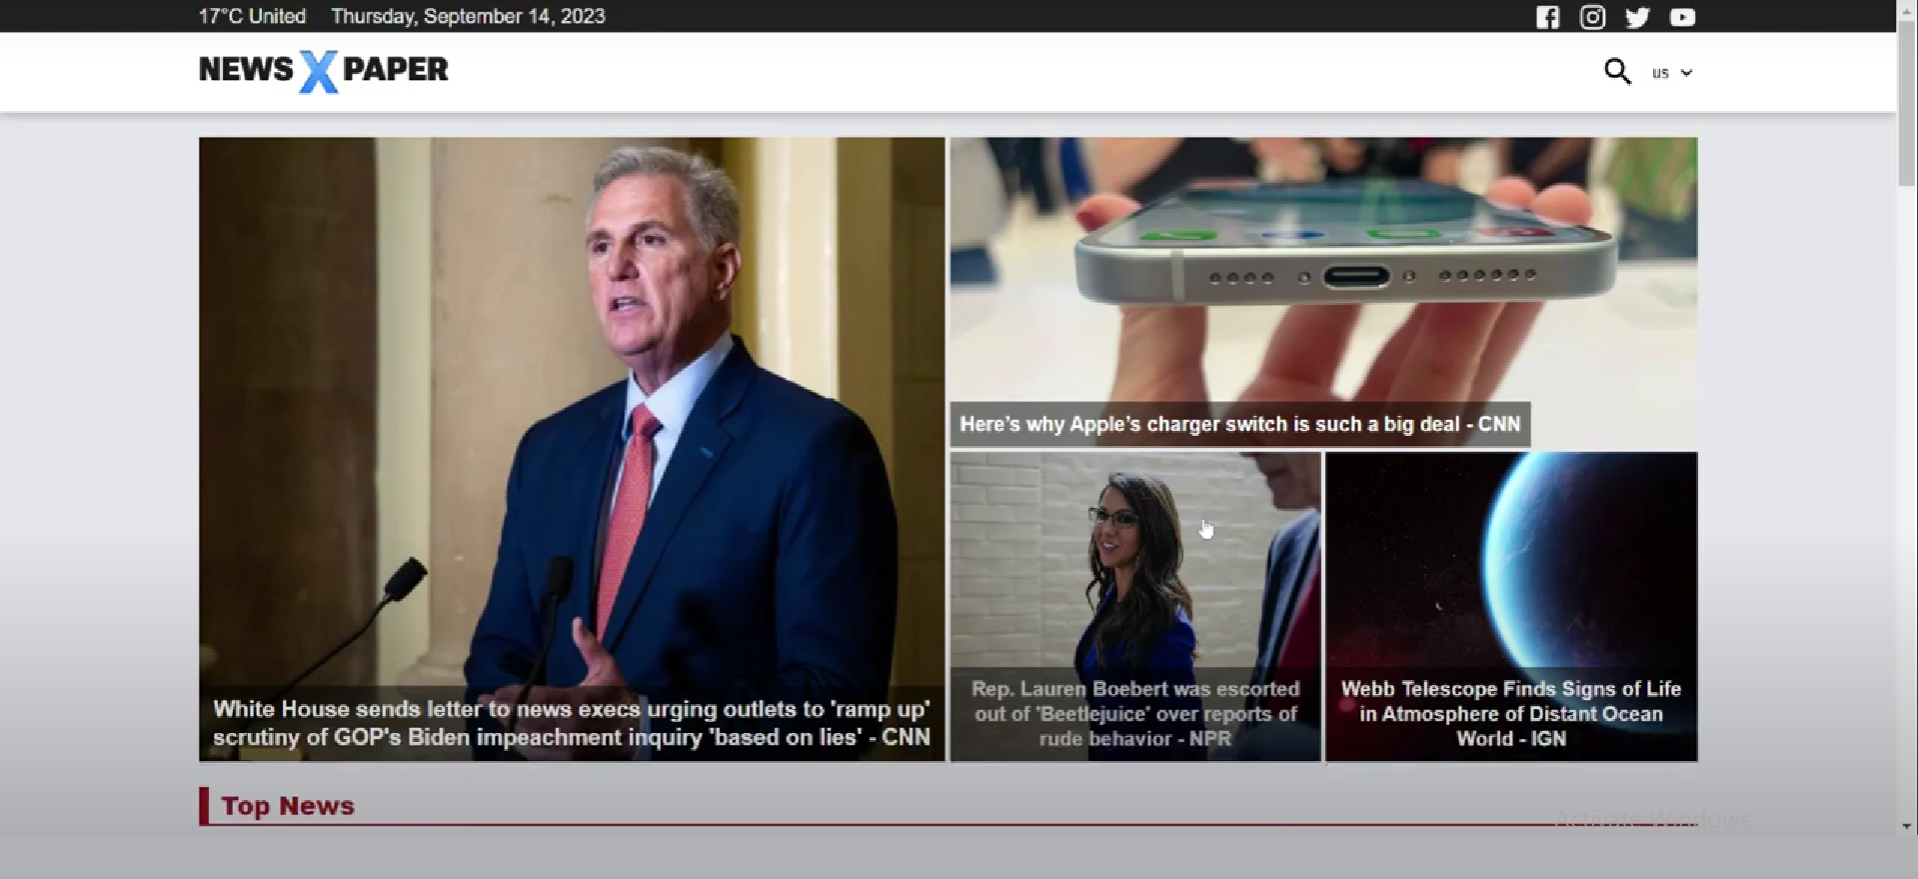 17°C United Thursday, September 14, 2023
NEWS X PAPER
us
Here's why Apple's charger switch is such a big deal - CNN
White House sends letter to news execs urging outlets to 'ramp up'
scrutiny of GOP's Biden impeachment inquiry 'based on lies' - CNN
Rep. Lauren Boebert was escorted
out of 'Beetlejuice' over reports of
rude behavior - NPR
Webb Telescope Finds Signs of Life
in Atmosphere of Distant Ocean
World - IGN
Top News
Activate Windows